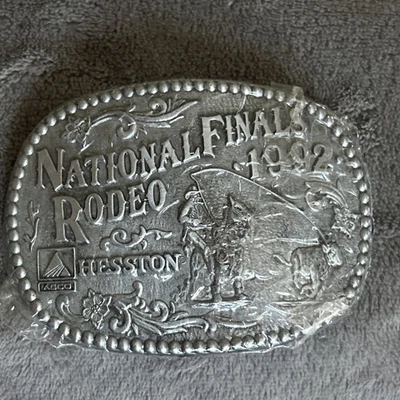 NATIONAL FINALS
RODEO 1992
HESSTON
AGCO